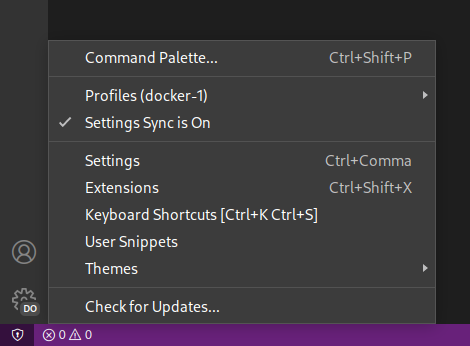 Command Palette... Ctrl+Shift+P
Profiles (docker-1)
Settings Sync is On
Settings Ctrl+Comma
Extensions Ctrl+Shift+X
Keyboard Shortcuts [Ctrl+K Ctrl+S]
User Snippets
Themes
Check for Updates...
DO
0 0